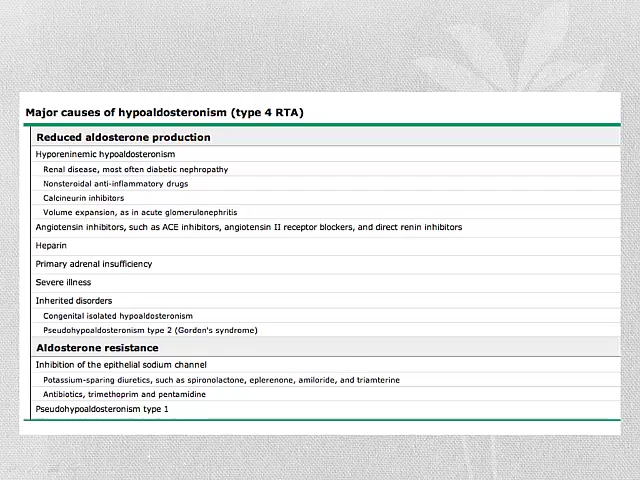 Major causes of hypoaldosteronism (type 4 RTA)
Reduced aldosterone production
Hyporeninemic hypoaldosteronism
Renal disease, most often diabetic nephropathy
Nonsteroidal anti-inflammatory drugs
Calcineurin inhibitors
Volume expansion, as in acute glomerulonephritis
Angiotensin inhibitors, such as ACE inhibitors, angiotensin II receptor blockers, and direct renin inhibitors
Heparin
Primary adrenal insufficiency
Severe illness
Inherited disorders
Congenital isolated hypoaldosteronism
Pseudohypoaldosteronism type 2 (Gordon's syndrome)
Aldosterone resistance
Inhibition of the epithelial sodium channel
Potassium-sparing diuretics, such as spironolactone, eplerenone, amiloride, and triamterene
Antibiotics, trimethoprim and pentamidine
Pseudohypoaldosteronism type 1